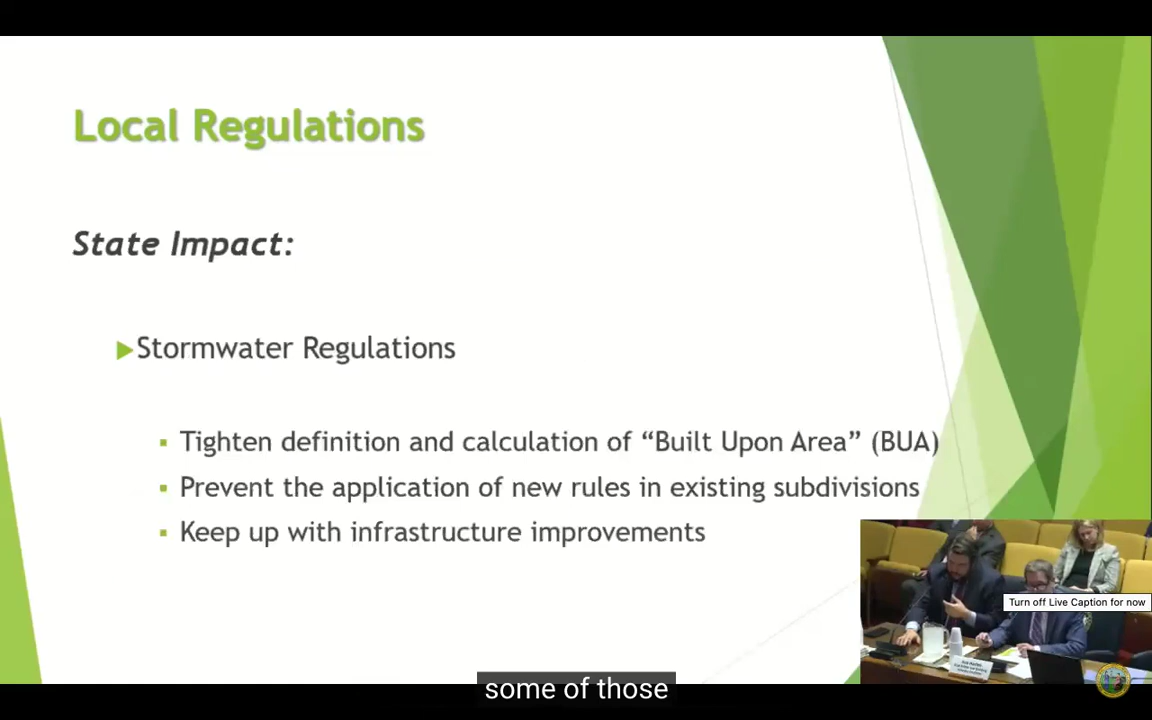 Local Regulations
State Impact:
Stormwater Regulations
Tighten definition and calculation of “Built Upon Area” (BUA)
Prevent the application of new rules in existing subdivisions
Keep up with infrastructure improvements
Turn off Live Caption for now
some of those